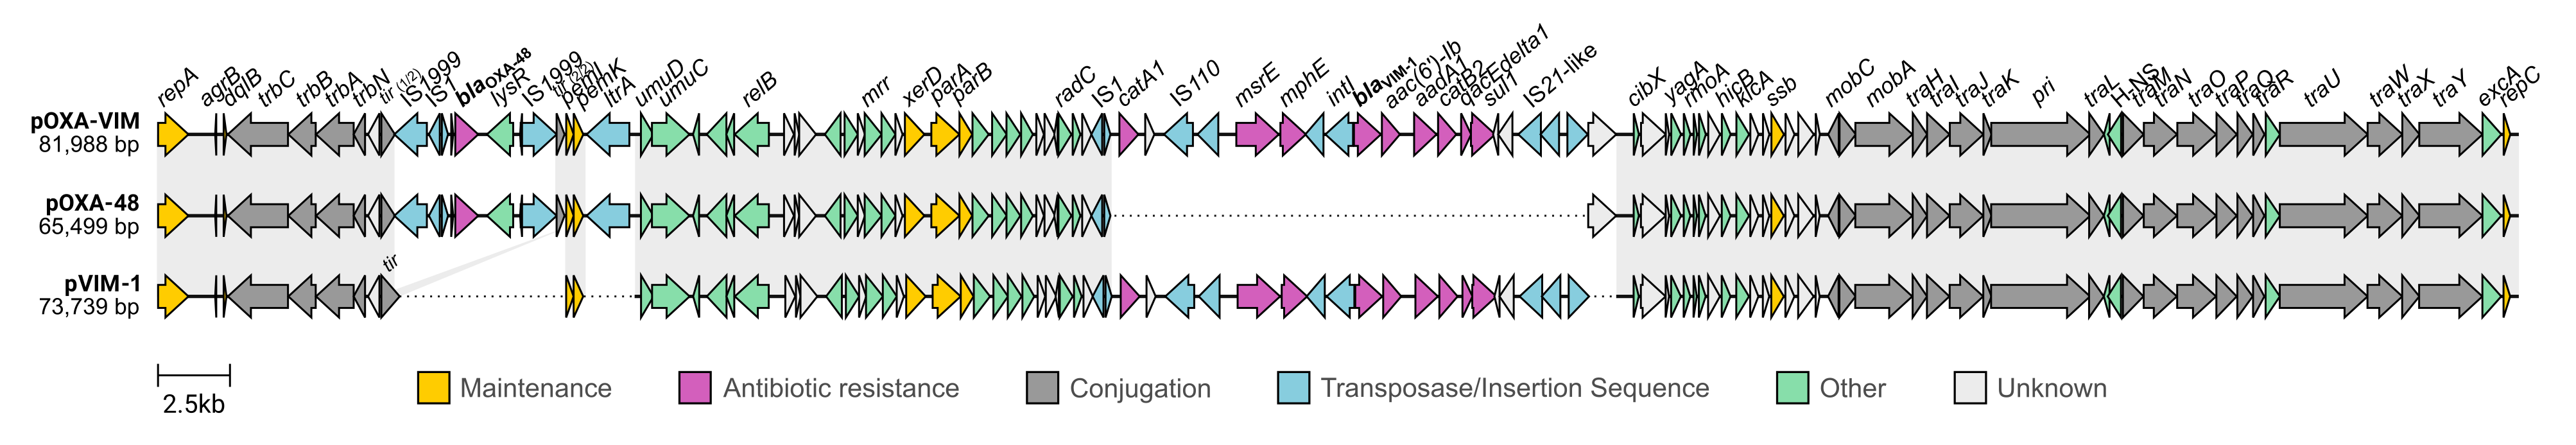 repA agrB dqlB trbC trbB trbA trbN tir (1/2) IS1999 IS1 blaOXA-48 lysR IS1999 tir (2/2) pemI pemK ltrA umuD umuC relB mrr xerD parA parB radC IS1 catA1 IS110 msrE mphE intI blaVIM-1 aac(6')-Ib aadA1 catB2 qacEdelta1 sul1 IS21-like cibX yagA rmoA hicB klcA ssb mobC mobA traH traI traJ traK pri traL H-NS traM traN traO traP traQ traR traU traW traX traY excA repC
pOXA-VIM
81,988 bp
pOXA-48
65,499 bp
tir
pVIM-1
73,739 bp
2.5kb
Maintenance Antibiotic resistance Conjugation Transposase/Insertion Sequence Other Unknown